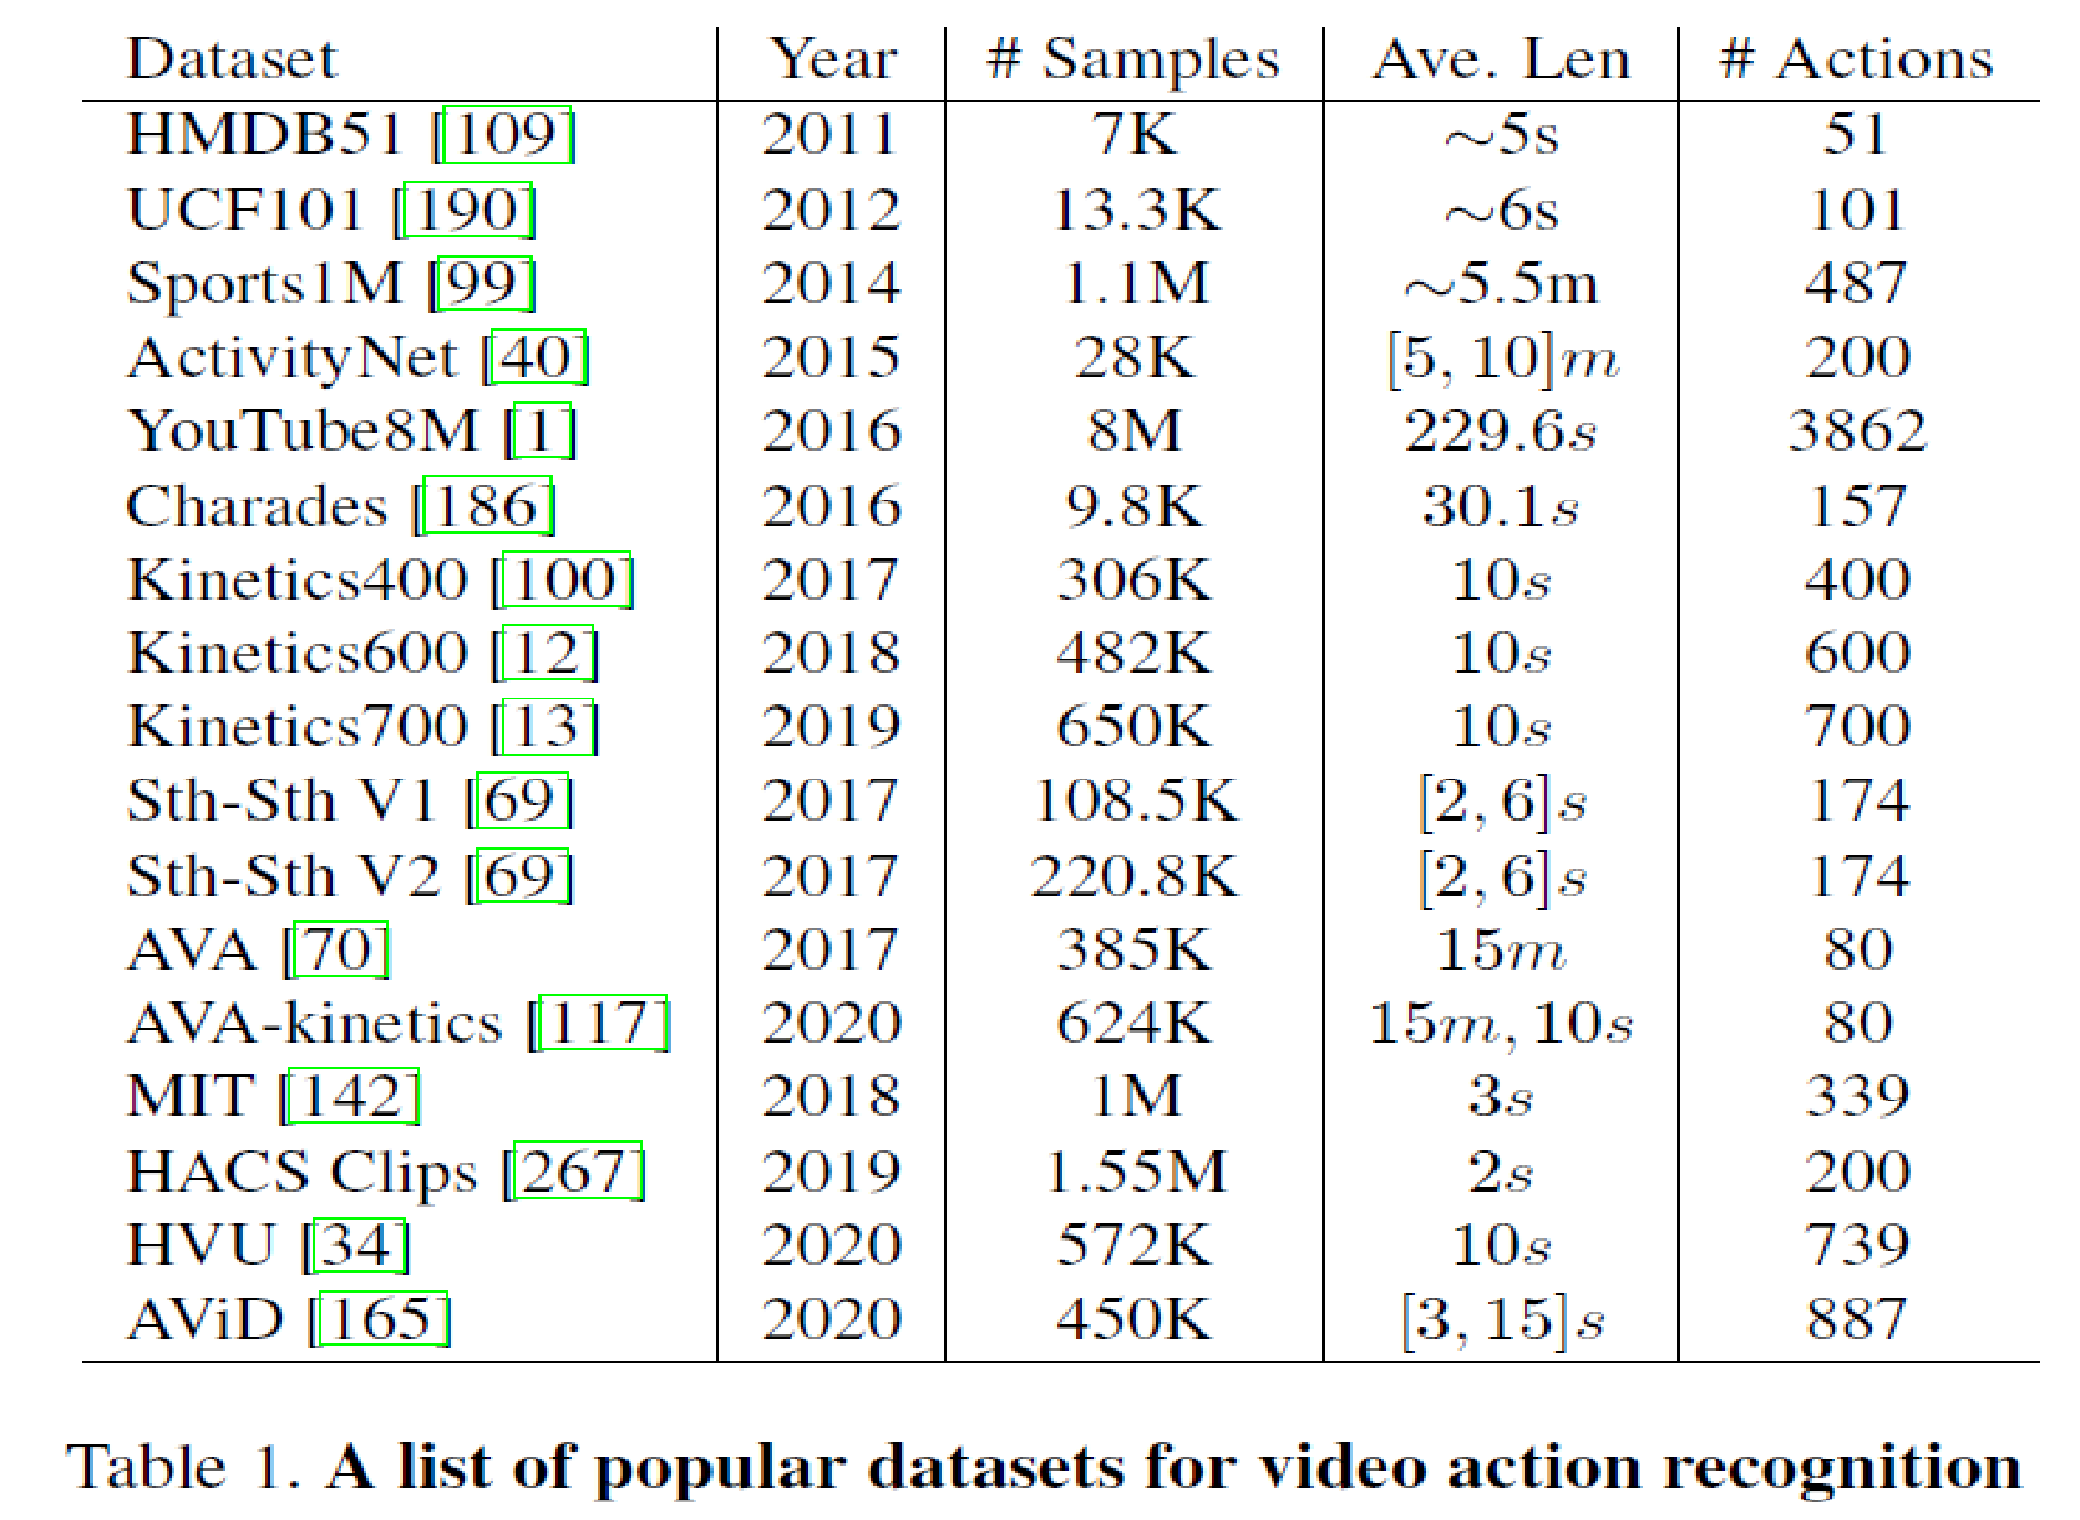 Dataset Year # Samples Ave. Len # Actions
HMDB51 [109] 2011 7K ~5s 51
UCF101 [190] 2012 13.3K ~6s 101
Sports1M [99] 2014 1.1M ~5.5m 487
ActivityNet [40] 2015 28K [5, 10]m 200
YouTube8M [1] 2016 8M 229.6s 3862
Charades [186] 2016 9.8K 30.1s 157
Kinetics400 [100] 2017 306K 10s 400
Kinetics600 [12] 2018 482K 10s 600
Kinetics700 [13] 2019 650K 10s 700
Sth-Sth V1 [69] 2017 108.5K [2, 6]s 174
Sth-Sth V2 [69] 2017 220.8K [2, 6]s 174
AVA [70] 2017 385K 15m 80
AVA-kinetics [117] 2020 624K 15m, 10s 80
MIT [142] 2018 1M 3s 339
HACS Clips [267] 2019 1.55M 2s 200
HVU [34] 2020 572K 10s 739
AViD [165] 2020 450K [3, 15]s 887
Table 1. A list of popular datasets for video action recognition